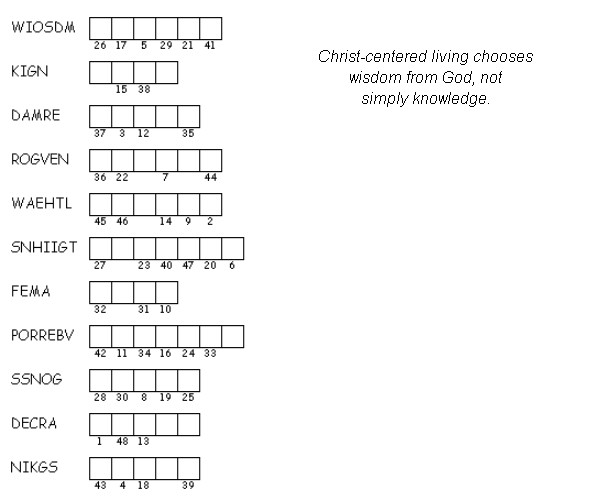 WIOSDM
26 17 5 29 21 41
Christ-centered living chooses
wisdom from God, not
simply knowledge.
KIGN
15 38
DAMRE
37 3 12 35
ROGVEN
36 22 7 44
WAEHTL
45 46 14 9 2
SNHIIGT
27 23 40 47 20 6
FEMA
32 31 10
PORREBV
42 11 34 16 24 33
SSNOG
28 30 8 19 25
DECRA
1 48 13
NIKGS
43 4 18 39